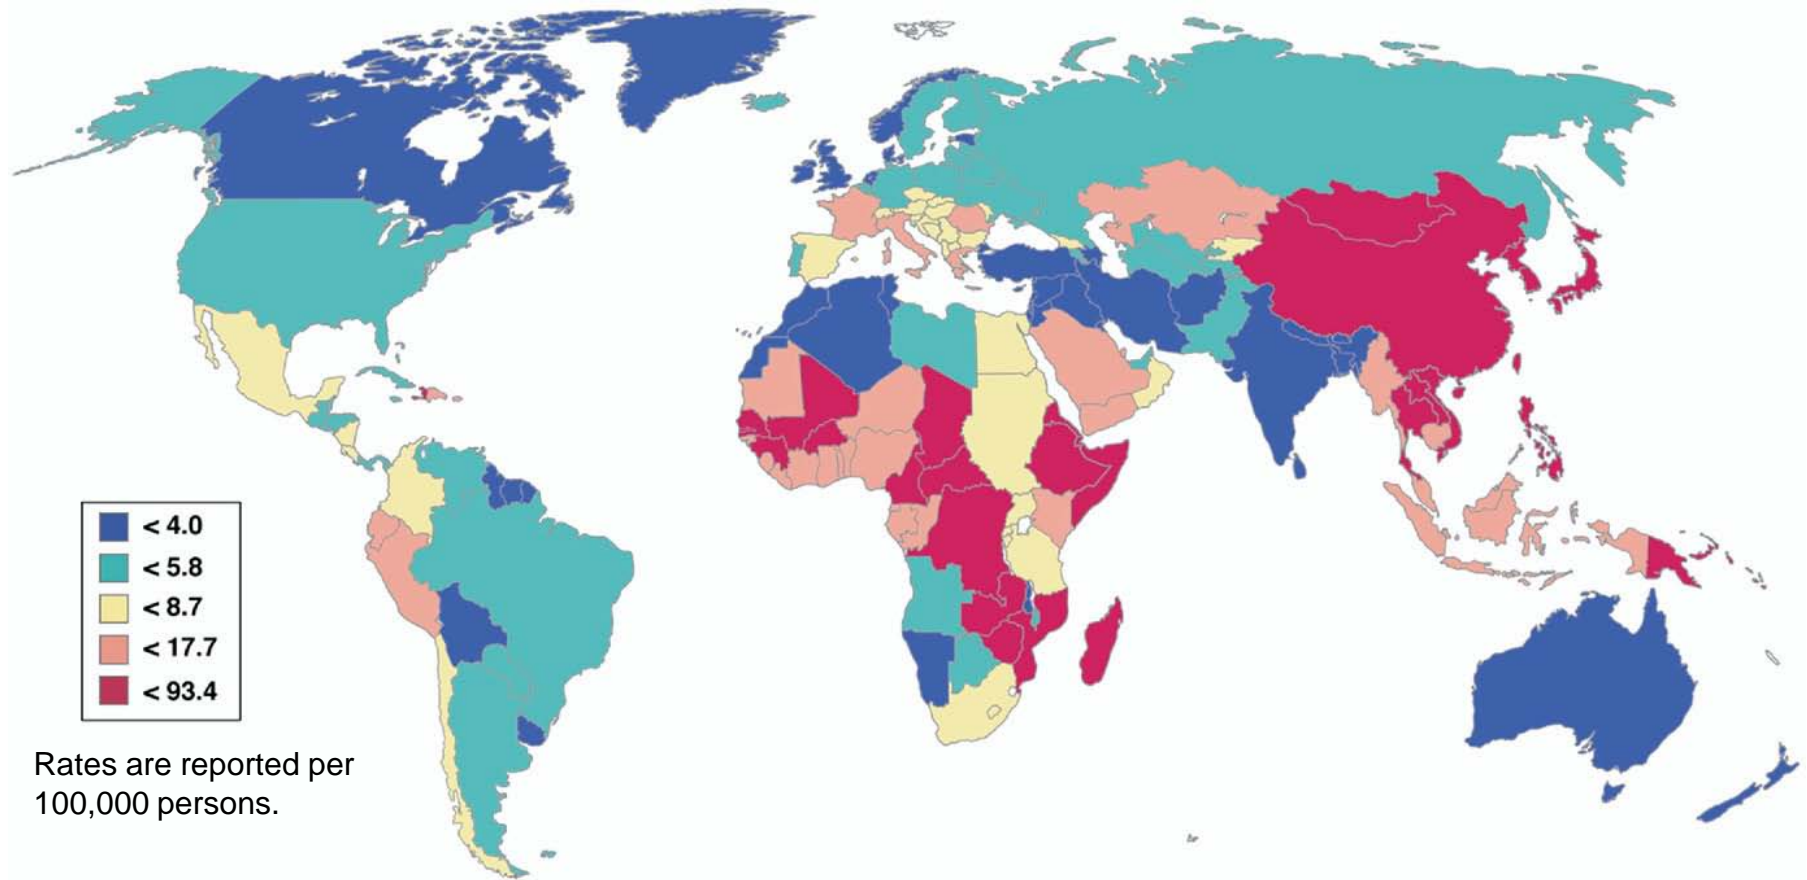 < 4.0
< 5.8
< 8.7
< 17.7
< 93.4
Rates are reported per
100,000 persons.